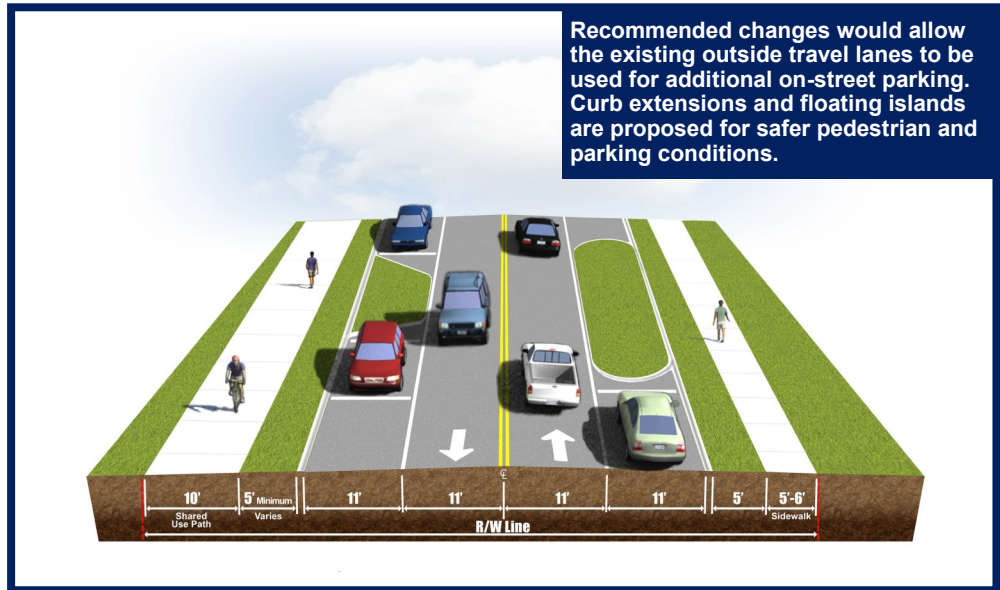 Recommended changes would allow
the existing outside travel lanes to be
used for additional on-street parking.
Curb extensions and floating islands
are proposed for safer pedestrian and
parking conditions.
℄
10' 5' Minimum 11' 11' 11' 11' 5' 5'-6'
Shared Varies Sidewalk
Use Path
R/W Line